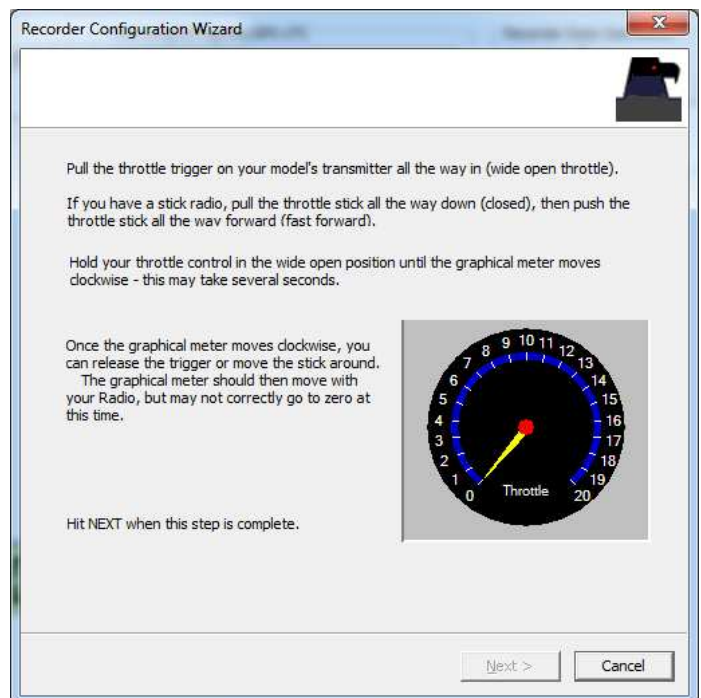 Recorder Configuration Wizard
Pull the throttle trigger on your model's transmitter all the way in (wide open throttle).
If you have a stick radio, pull the throttle stick all the way down (closed), then push the
throttle stick all the way forward (fast forward).
Hold your throttle control in the wide open position until the graphical meter moves
clockwise - this may take several seconds.
Once the graphical meter moves clockwise, you
can release the trigger or move the stick around.
The graphical meter should then move with
your Radio, but may not correctly go to zero at
this time.
0 1 2 3 4 5 6 7 8 9 10 11 12 13 14 15 16 17 18 19 20
Throttle
Hit NEXT when this step is complete.
Next >
Cancel